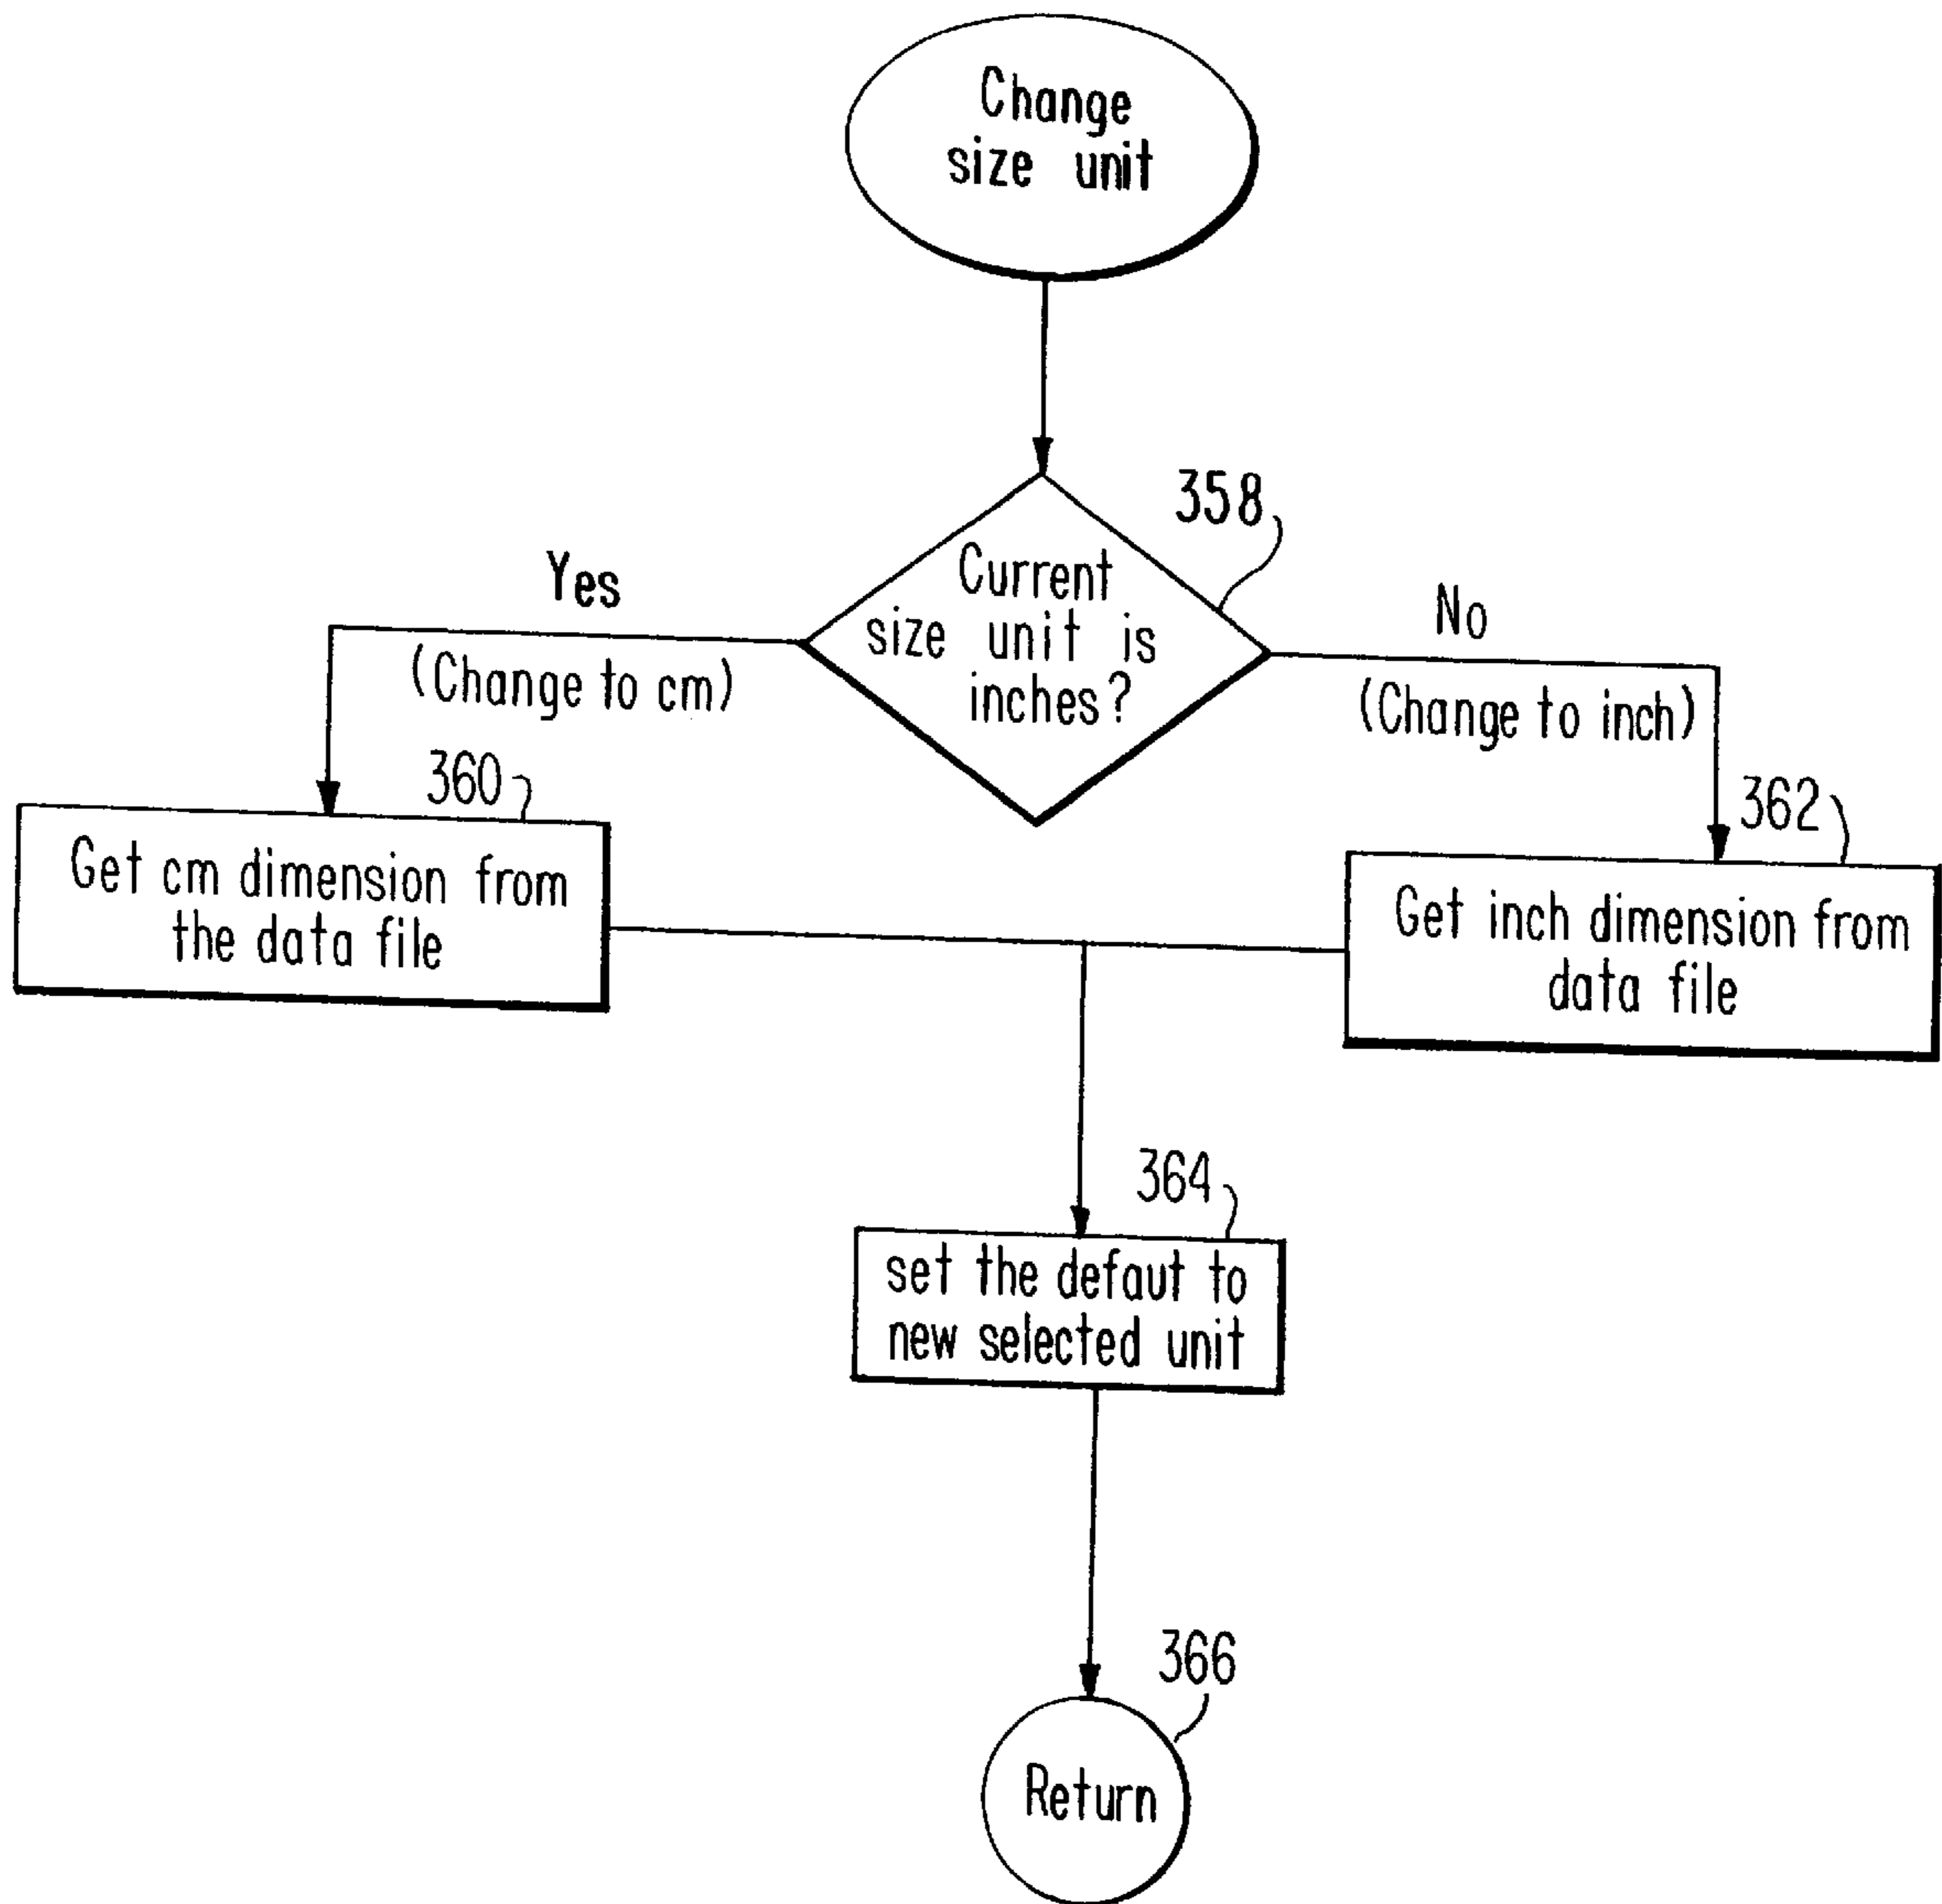 Change
size unit
358
Current
size unit is
inches?
Yes
(Change to cm)
No
(Change to inch)
360
Get cm dimension from
the data file
362
Get inch dimension from
data file
364
set the defaut to
new selected unit
366
Return